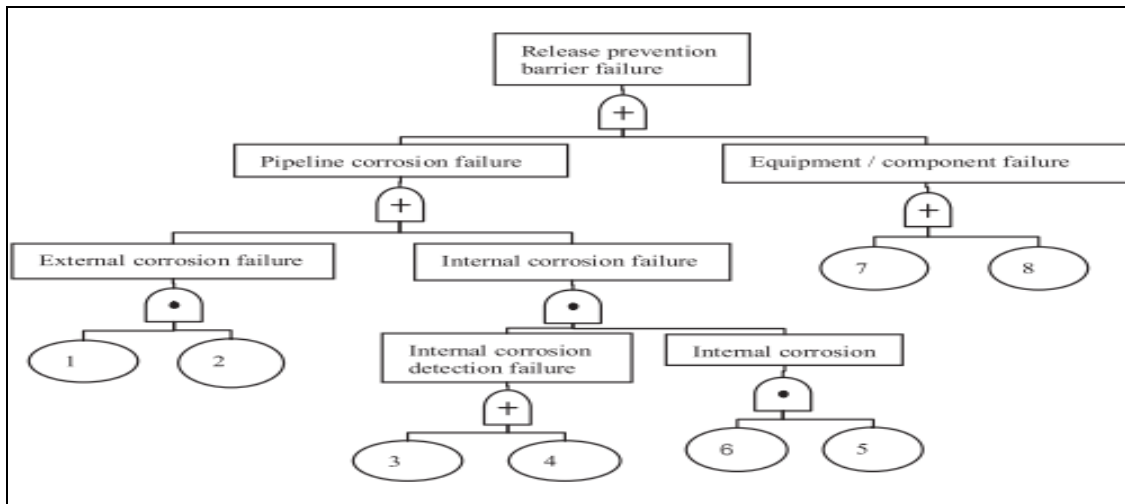 Release prevention
barrier failure
+
Pipeline corrosion failure
Equipment / component failure
+
+
External corrosion failure
Internal corrosion failure
7
8
•
•
1
2
Internal corrosion
detection failure
Internal corrosion
+
•
3
4
6
5